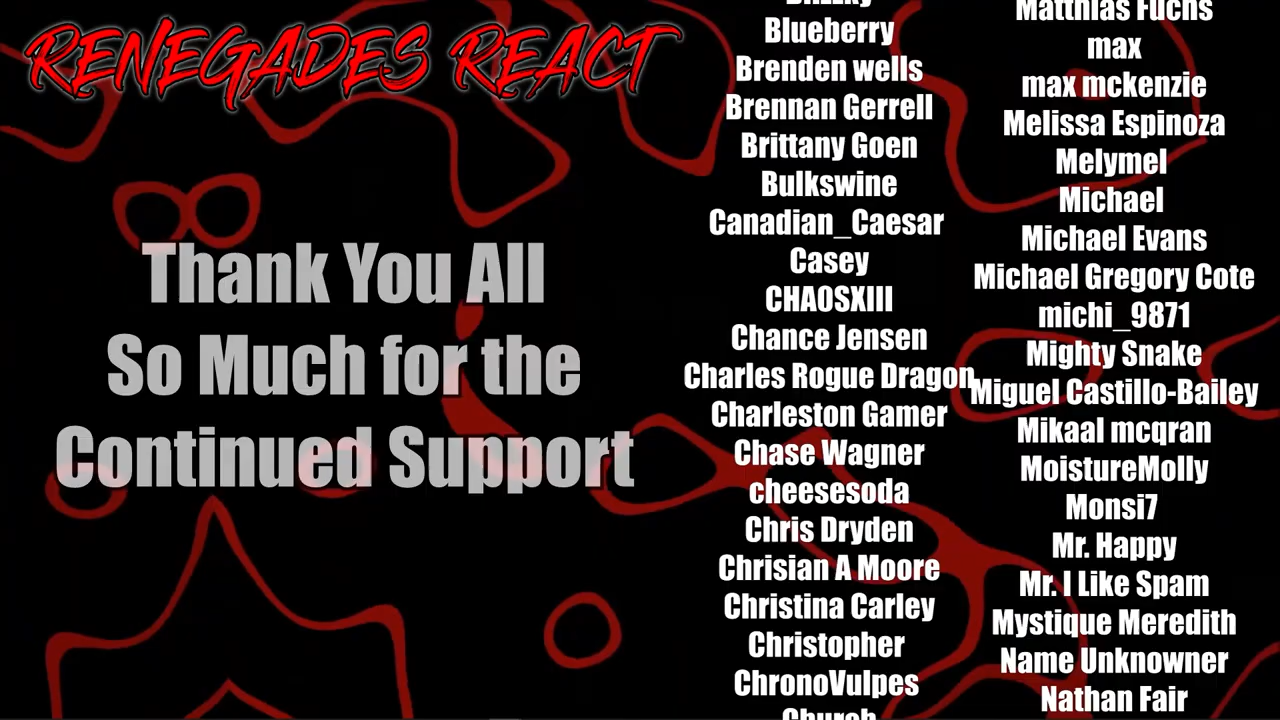 RENEGADES REACT
Thank You All
So Much for the
Continued Support
Blueberry
Brenden wells
Brennan Gerrell
Brittany Goen
Bulkswine
Canadian_Caesar
Casey
CHAOSXIII
Chance Jensen
Charles Rogue Dragon
Charleston Gamer
Chase Wagner
cheesesoda
Chris Dryden
Chrisian A Moore
Christina Carley
Christopher
ChronoVulpes
Church
Matthias Fuchs
max
max mckenzie
Melissa Espinoza
Melymel
Michael
Michael Evans
Michael Gregory Cote
michi_9871
Mighty Snake
Miguel Castillo-Bailey
Mikaal mcqran
MoistureMolly
Monsi7
Mr. Happy
Mr. I Like Spam
Mystique Meredith
Name Unknowner
Nathan Fair